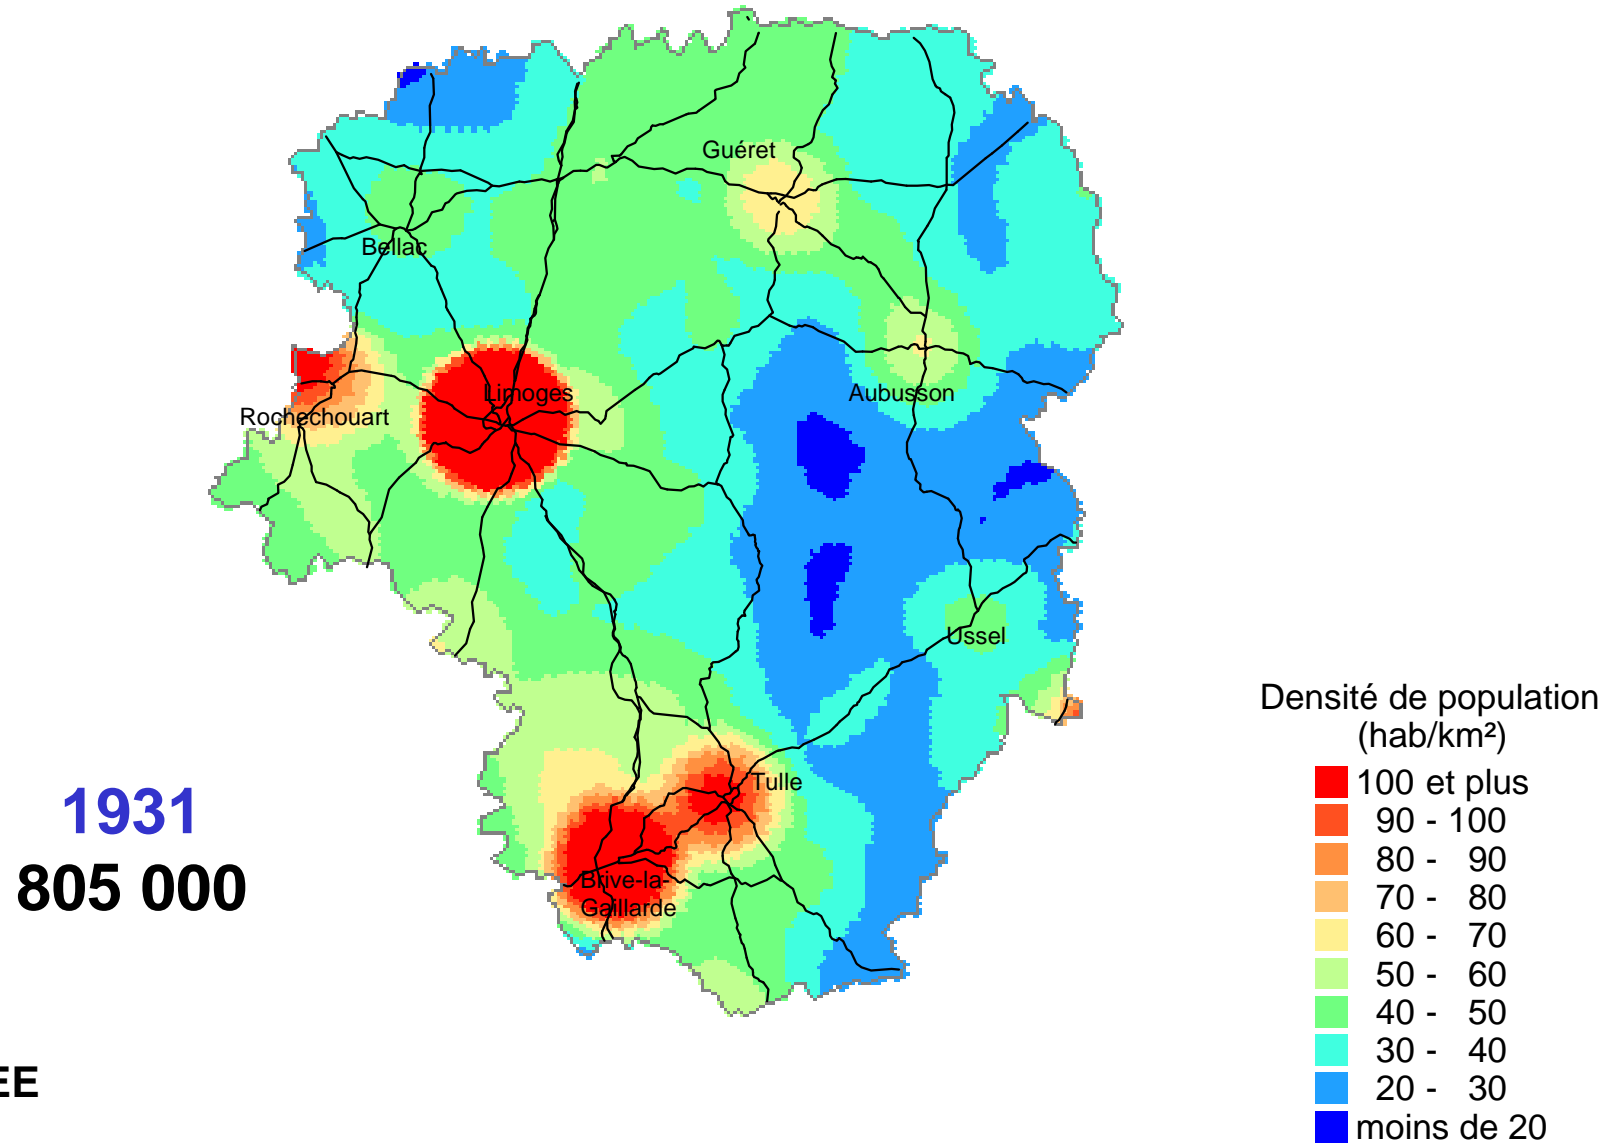 Guéret
Bellac
Limoges
Aubusson
Rochechouart
Ussel
Tulle
Brive-la-
Gaillarde
1931
805 000
Densité de population
(hab/km²)
100 et plus
90 - 100
80 - 90
70 - 80
60 - 70
50 - 60
40 - 50
30 - 40
20 - 30
moins de 20
EE